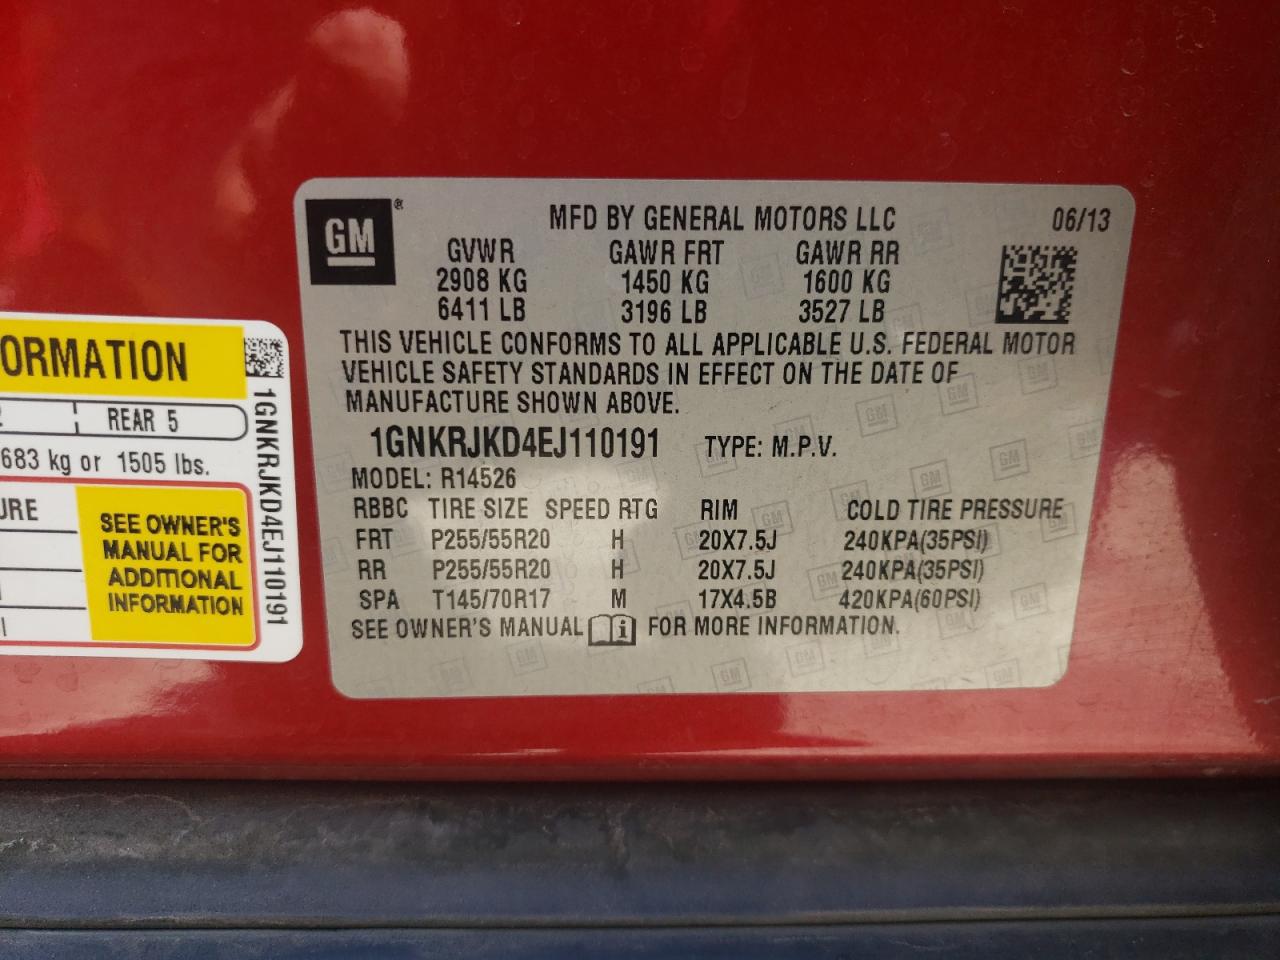 GM ®
MFD BY GENERAL MOTORS LLC 06/13
GVWR GAWR FRT GAWR RR
2908 KG 1450 KG 1600 KG
6411 LB 3196 LB 3527 LB
THIS VEHICLE CONFORMS TO ALL APPLICABLE U.S. FEDERAL MOTOR
VEHICLE SAFETY STANDARDS IN EFFECT ON THE DATE OF
MANUFACTURE SHOWN ABOVE.
1GNKRJKD4EJ110191 TYPE: M.P.V.
MODEL: R14526
RBBC TIRE SIZE SPEED RTG RIM COLD TIRE PRESSURE
FRT P255/55R20 H 20X7.5J 240KPA(35PSI)
RR P255/55R20 H 20X7.5J 240KPA(35PSI)
SPA T145/70R17 M 17X4.5B 420KPA(60PSI)
SEE OWNER'S MANUAL i FOR MORE INFORMATION.
ORMATION
REAR 5
683 kg or 1505 lbs.
URE
SEE OWNER'S
MANUAL FOR
ADDITIONAL
INFORMATION
1GNKRJKD4EJ110191